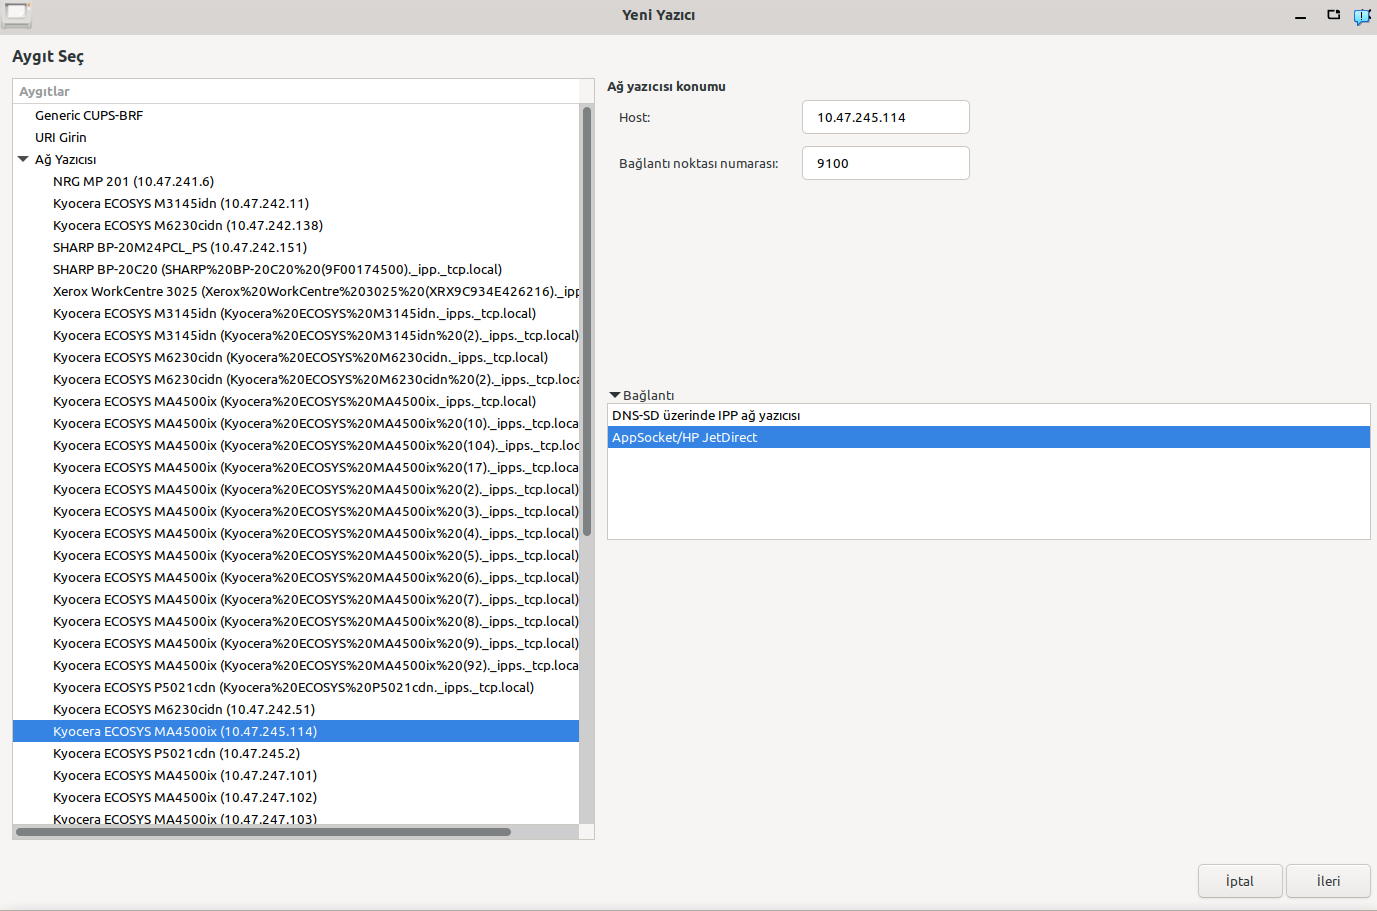 Yeni Yazıcı
Aygıt Seç
Aygıtlar
Generic CUPS-BRF
URI Girin
Ağ Yazıcısı
NRG MP 201 (10.47.241.6)
Kyocera ECOSYS M3145idn (10.47.242.11)
Kyocera ECOSYS M6230cidn (10.47.242.138)
SHARP BP-20M24PCL_PS (10.47.242.151)
SHARP BP-20C20 (SHARP%20BP-20C20%20(9F00174500)._ipp._tcp.local)
Xerox WorkCentre 3025 (Xerox%20WorkCentre%203025%20(XRX9C934E426216)._ipp
Kyocera ECOSYS M3145idn (Kyocera%20ECOSYS%20M3145idn._ipps._tcp.local)
Kyocera ECOSYS M3145idn (Kyocera%20ECOSYS%20M3145idn%20(2)._ipps._tcp.local)
Kyocera ECOSYS M6230cidn (Kyocera%20ECOSYS%20M6230cidn._ipps._tcp.local)
Kyocera ECOSYS M6230cidn (Kyocera%20ECOSYS%20M6230cidn%20(2)._ipps._tcp.loca
Kyocera ECOSYS MA4500ix (Kyocera%20ECOSYS%20MA4500ix._ipps._tcp.local)
Kyocera ECOSYS MA4500ix (Kyocera%20ECOSYS%20MA4500ix%20(10)._ipps._tcp.loca
Kyocera ECOSYS MA4500ix (Kyocera%20ECOSYS%20MA4500ix%20(104)._ipps._tcp.loc
Kyocera ECOSYS MA4500ix (Kyocera%20ECOSYS%20MA4500ix%20(17)._ipps._tcp.loca
Kyocera ECOSYS MA4500ix (Kyocera%20ECOSYS%20MA4500ix%20(2)._ipps._tcp.local)
Kyocera ECOSYS MA4500ix (Kyocera%20ECOSYS%20MA4500ix%20(3)._ipps._tcp.local)
Kyocera ECOSYS MA4500ix (Kyocera%20ECOSYS%20MA4500ix%20(4)._ipps._tcp.local)
Kyocera ECOSYS MA4500ix (Kyocera%20ECOSYS%20MA4500ix%20(5)._ipps._tcp.local)
Kyocera ECOSYS MA4500ix (Kyocera%20ECOSYS%20MA4500ix%20(6)._ipps._tcp.local)
Kyocera ECOSYS MA4500ix (Kyocera%20ECOSYS%20MA4500ix%20(7)._ipps._tcp.local)
Kyocera ECOSYS MA4500ix (Kyocera%20ECOSYS%20MA4500ix%20(8)._ipps._tcp.local)
Kyocera ECOSYS MA4500ix (Kyocera%20ECOSYS%20MA4500ix%20(9)._ipps._tcp.local)
Kyocera ECOSYS MA4500ix (Kyocera%20ECOSYS%20MA4500ix%20(92)._ipps._tcp.loca
Kyocera ECOSYS P5021cdn (Kyocera%20ECOSYS%20P5021cdn._ipps._tcp.local)
Kyocera ECOSYS M6230cidn (10.47.242.51)
Kyocera ECOSYS MA4500ix (10.47.245.114)
Kyocera ECOSYS P5021cdn (10.47.245.2)
Kyocera ECOSYS MA4500ix (10.47.247.101)
Kyocera ECOSYS MA4500ix (10.47.247.102)
Kyocera ECOSYS MA4500ix (10.47.247.103)
Ağ yazıcısı konumu
Host: 10.47.245.114
Bağlantı noktası numarası: 9100
Bağlantı
DNS-SD üzerinde IPP ağ yazıcısı
AppSocket/HP JetDirect
İptal İleri